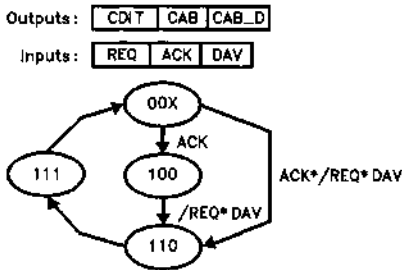 Outputs: CDIT CAB CAB_D
Inputs: REQ ACK DAV
00X
ACK
111
100
ACK*/REQ*DAV
/REQ*DAV
110